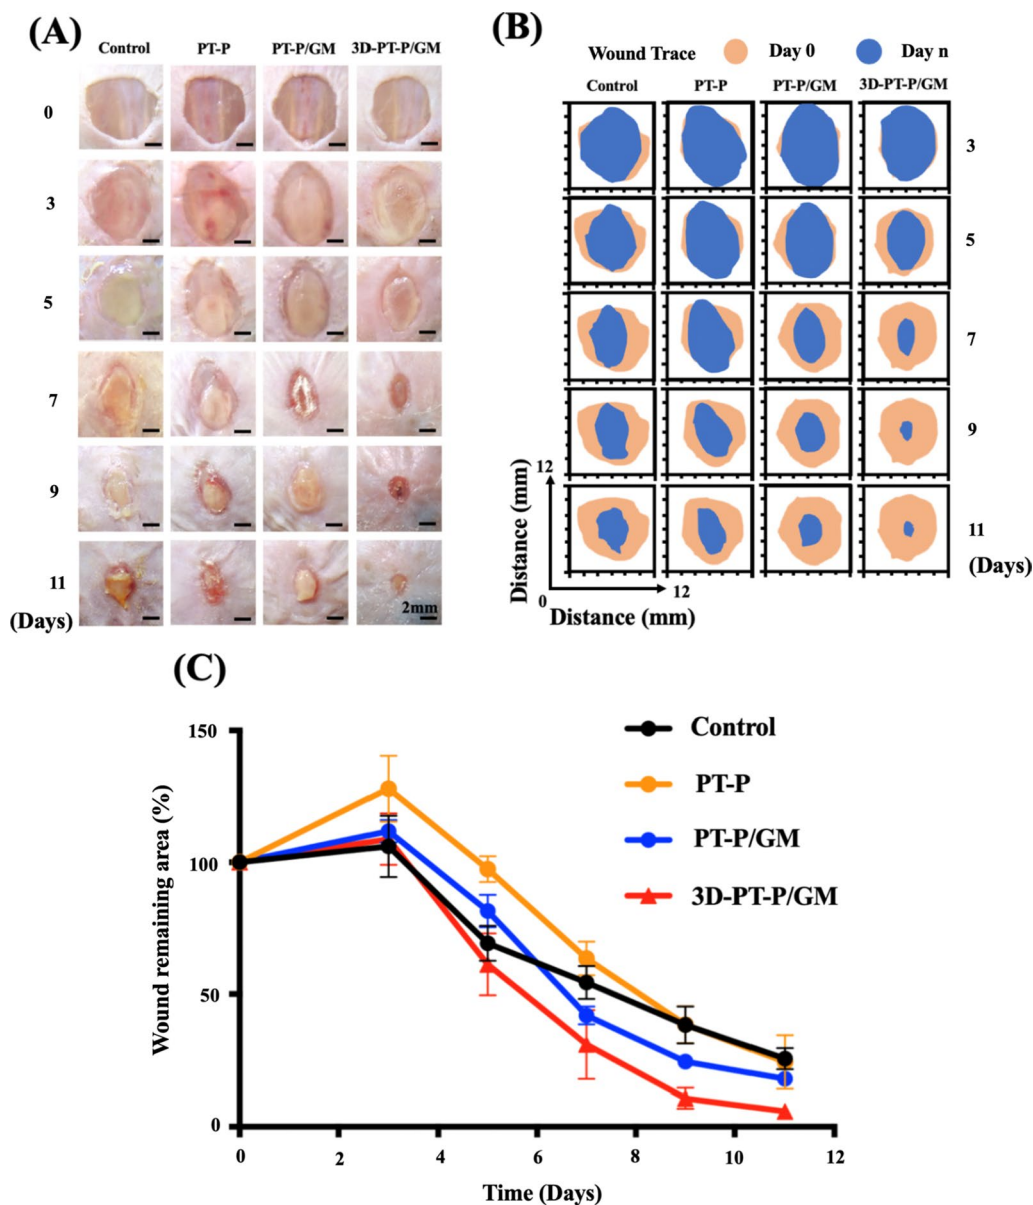 (A)
Control PT-P PT-P/GM 3D-PT-P/GM
0
3
5
7
9
11
(Days)
2mm
(B)
Wound Trace Day 0 Day n
Control PT-P PT-P/GM 3D-PT-P/GM
3
5
7
9
11
(Days)
12
Distance (mm)
0
12
Distance (mm)
(C)
150
100
50
0
Wound remaining area (%)
Control
PT-P
PT-P/GM
3D-PT-P/GM
0 2 4 6 8 10 12
Time (Days)